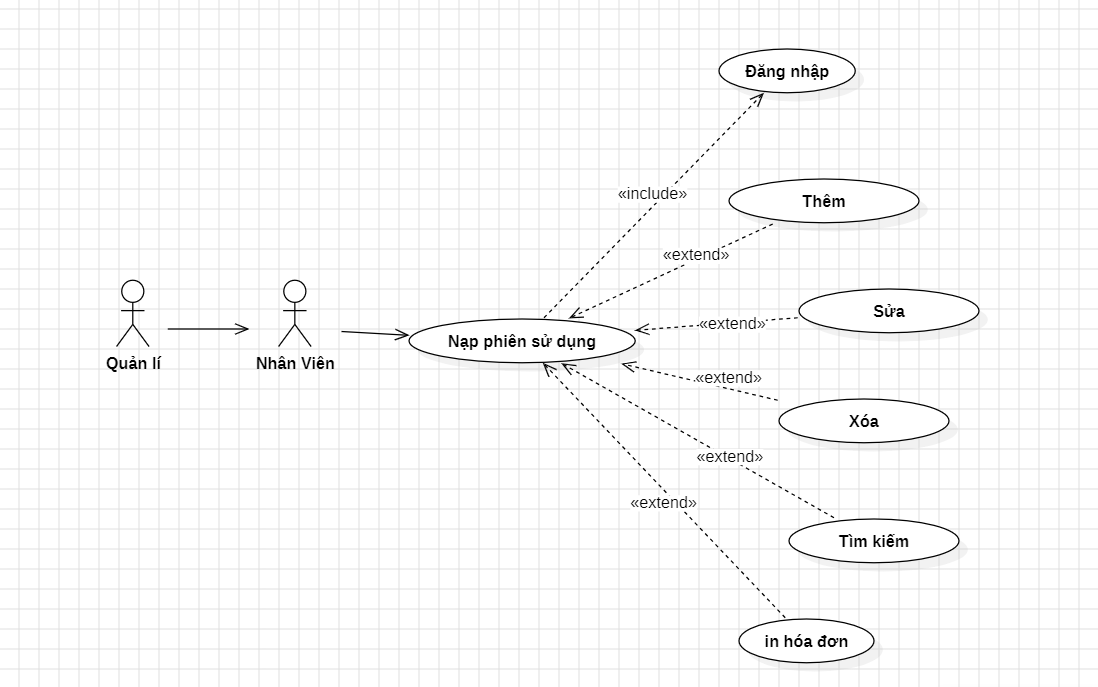 Đăng nhập
«include»
Thêm
«extend»
Sửa
«extend»
Nạp phiên sử dụng
Quản lí
Nhân Viên
«extend»
Xóa
«extend»
«extend»
Tìm kiếm
in hóa đơn